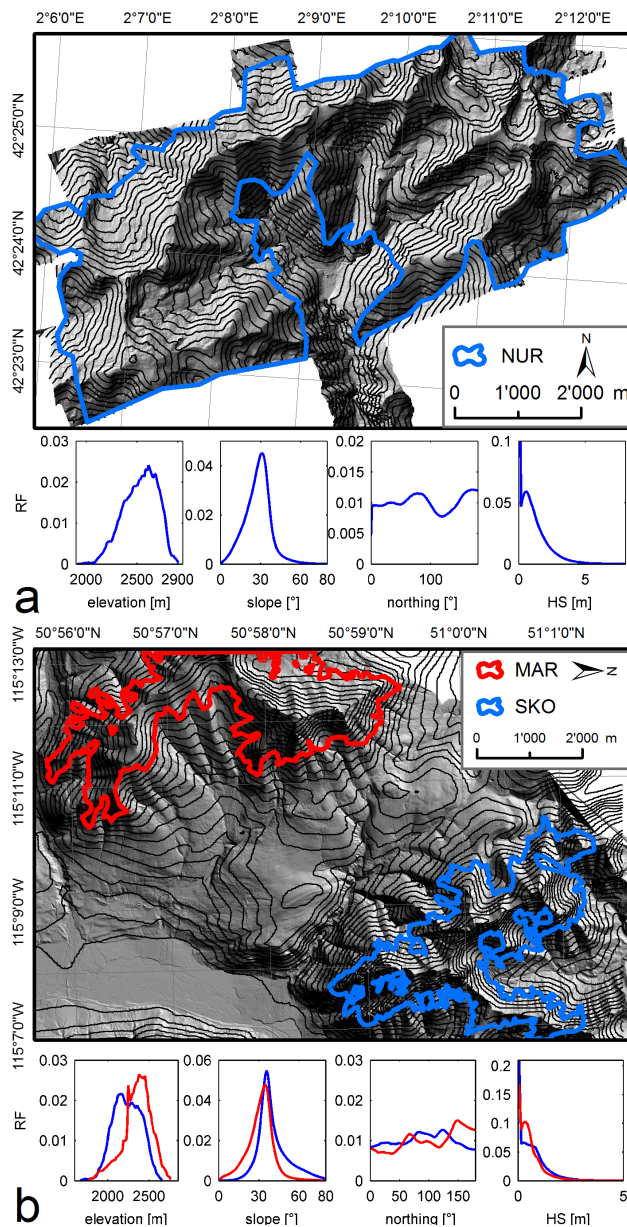 2°6'0"E 2°7'0"E 2°8'0"E 2°9'0"E 2°10'0"E 2°11'0"E 2°12'0"E
42°25'0"N
42°24'0"N
42°23'0"N
NUR
N
0 1'000 2'000 m
RF
0.03 0.02 0.01 0
2000 2500 2900
elevation [m]
0.04 0.02 0
0 30 60 80
slope [°]
0.02 0.015 0.01 0.005 0
0 100
northing [°]
0.1 0.05 0
0 5
HS [m]
a
50°56'0"N 50°57'0"N 50°58'0"N 50°59'0"N 51°0'0"N 51°1'0"N
115°13'0"W
115°11'0"W
115°9'0"W
115°7'0"W
MAR
N
SKO
0 1'000 2'000 m
RF
0.03 0.02 0.01 0
2000 2500
elevation [m]
0.06 0.04 0.02 0
0 30 60 80
slope [°]
0.03 0.02 0.01 0
0 50 100 150
northing [°]
0.2 0.1 0
0 5
HS [m]
b